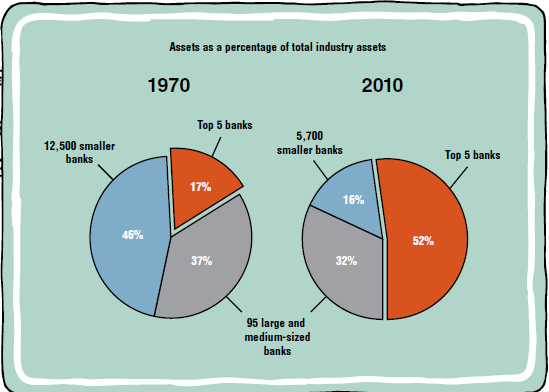 Assets as a percentage of total industry assets
1970
2010
12,500 smaller
banks
Top 5 banks
17%
46%
37%
5,700
smaller banks
Top 5 banks
16%
52%
32%
95 large and
medium-sized
banks